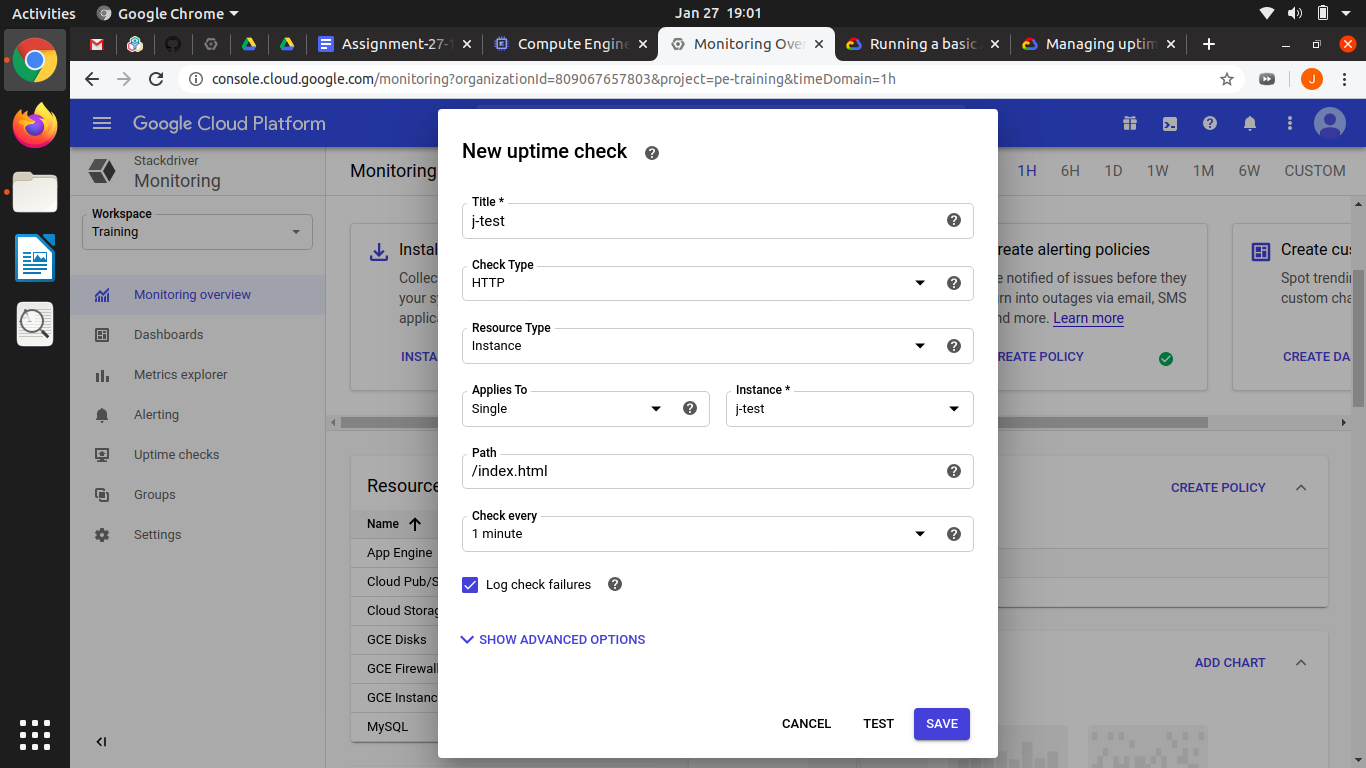 Activities
Google Chrome
Jan 27 19:01
Assignment-27-
Compute Engine
Monitoring Over
Running a basic
Managing uptim
console.cloud.google.com/monitoring?organizationId=809067657803&project=pe-training&timeDomain=1h
J
Google Cloud Platform
Stackdriver
Monitoring
Workspace
Training
Monitoring overview
Dashboards
Metrics explorer
Alerting
Uptime checks
Groups
Settings
Monitoring
1H 6H 1D 1W 1M 6W CUSTOM
Instal
Collec
your sy
applica
INSTA
reate alerting policies
e notified of issues before they
rn into outages via email, SMS
nd more. Learn more
REATE POLICY
Create cus
Spot trendi
custom cha
CREATE DA
Resource
Name
App Engine
Cloud Pub/S
Cloud Storag
GCE Disks
GCE Firewall
GCE Instanc
MySQL
CREATE POLICY
ADD CHART
New uptime check
Title *
j-test
Check Type
HTTP
Resource Type
Instance
Applies To
Single
Instance *
j-test
Path
/index.html
Check every
1 minute
Log check failures
SHOW ADVANCED OPTIONS
CANCEL TEST SAVE